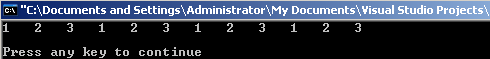 "C:\Documents and Settings\Administrator\My Documents\Visual Studio Projects\
1 2 3 1 2 3 1 2 3 1 2 3
Press any key to continue